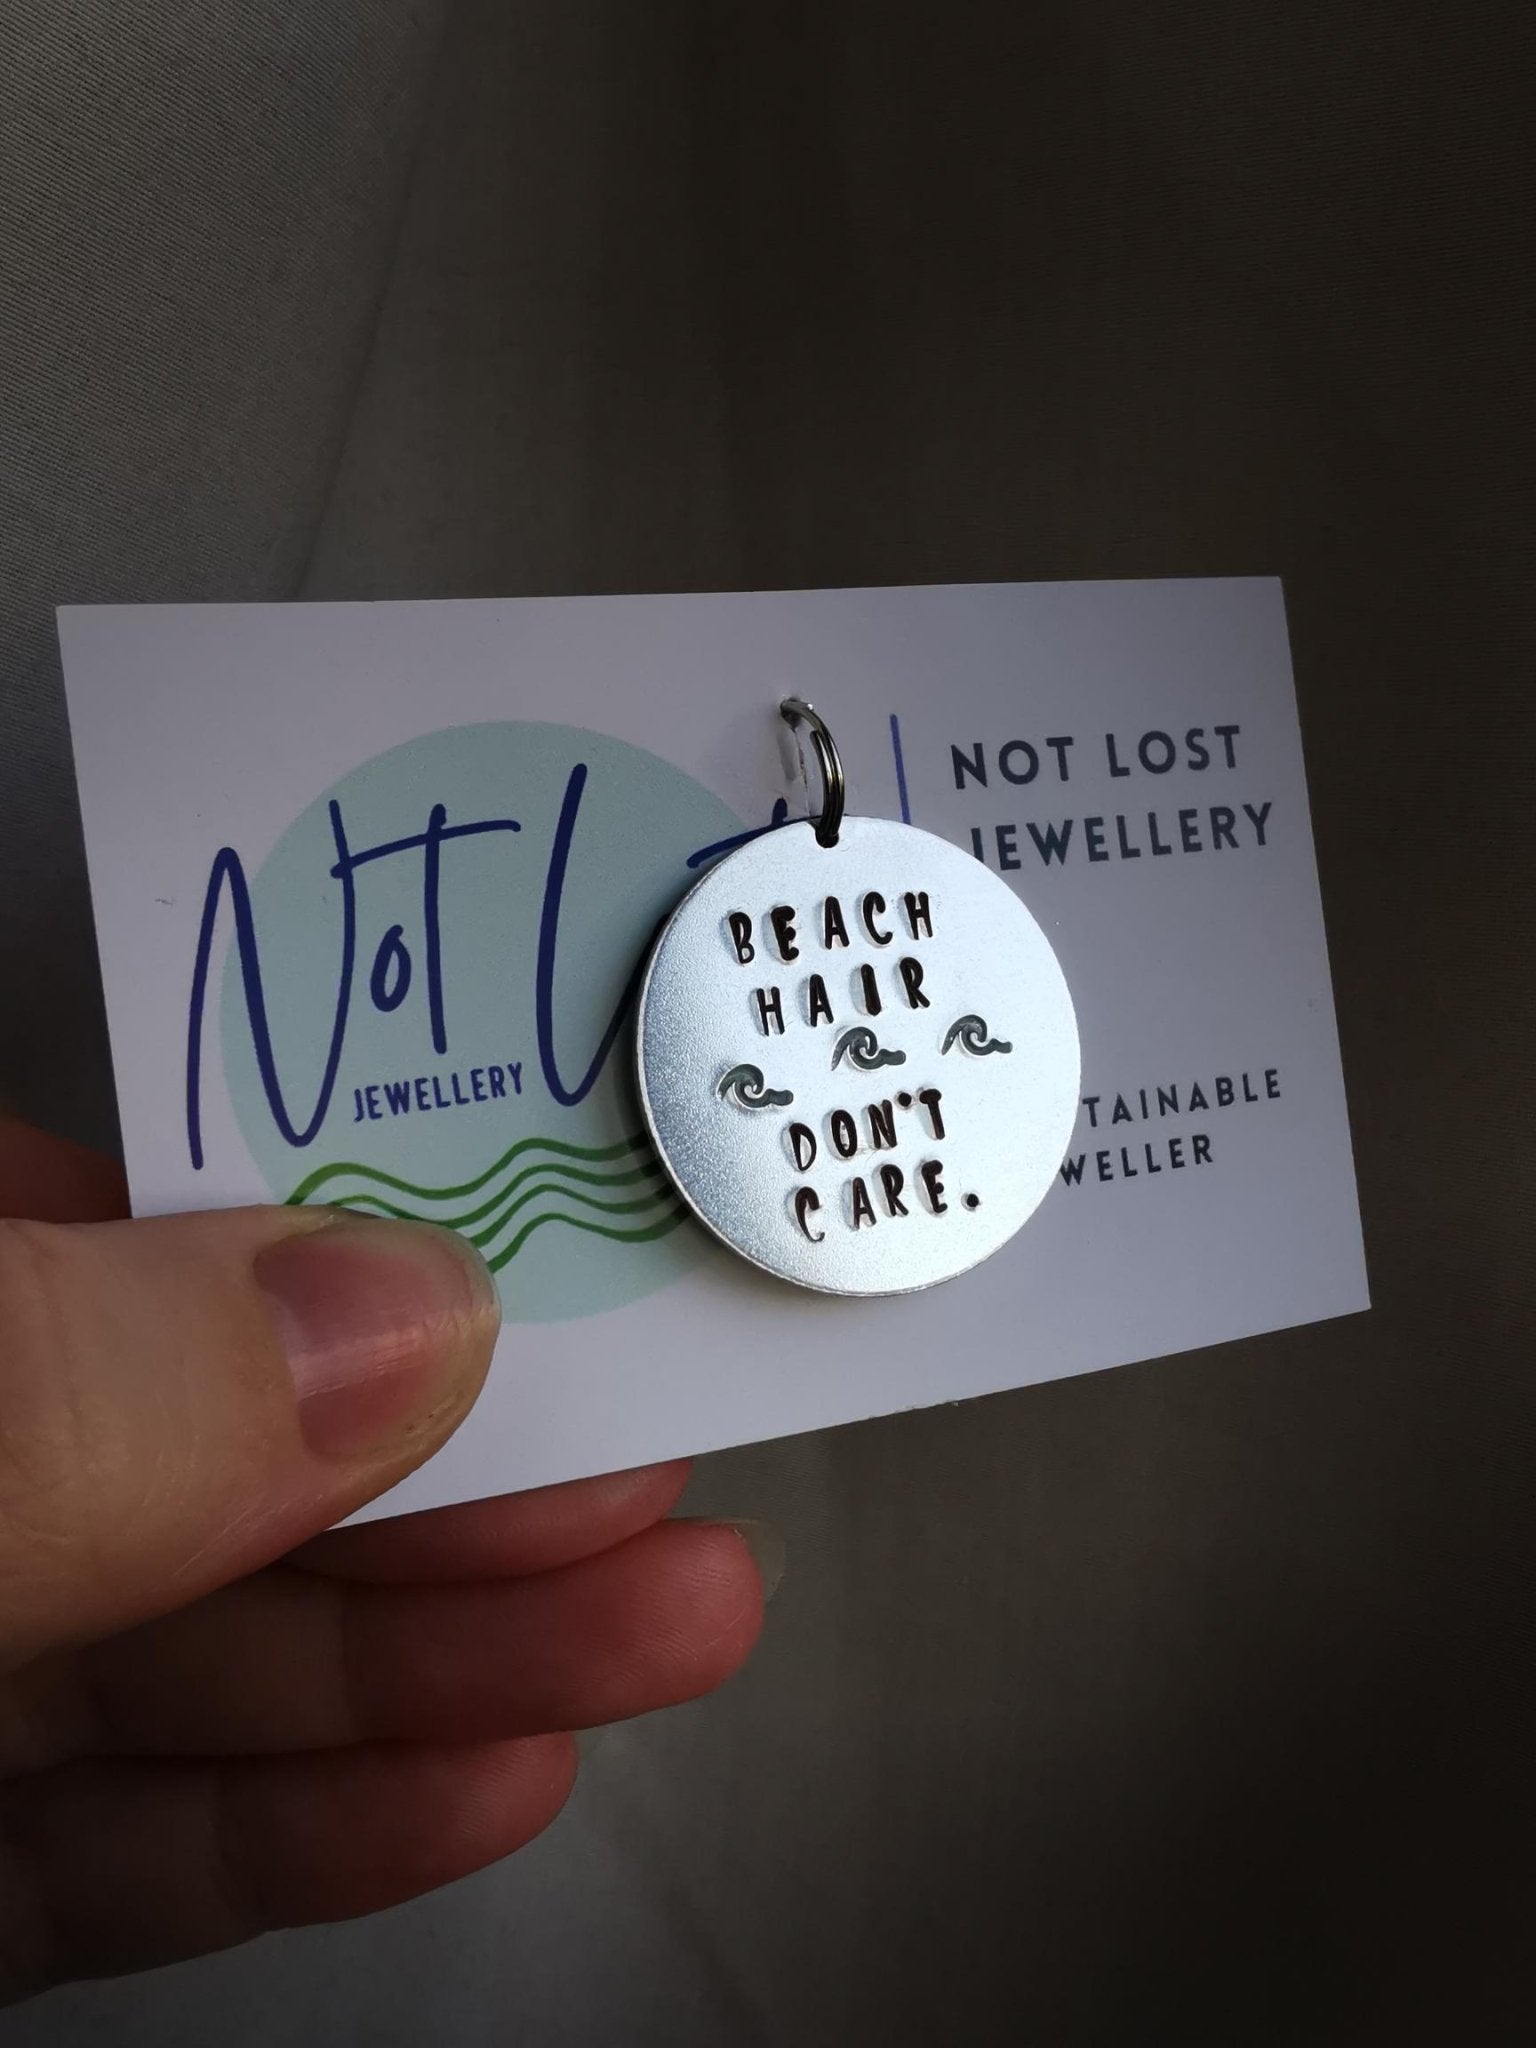 Not L
JEWELLERY
NOT LOST
JEWELLERY
TAINABLE
WELLER
BEACH
HAIR
DON'T
CARE.